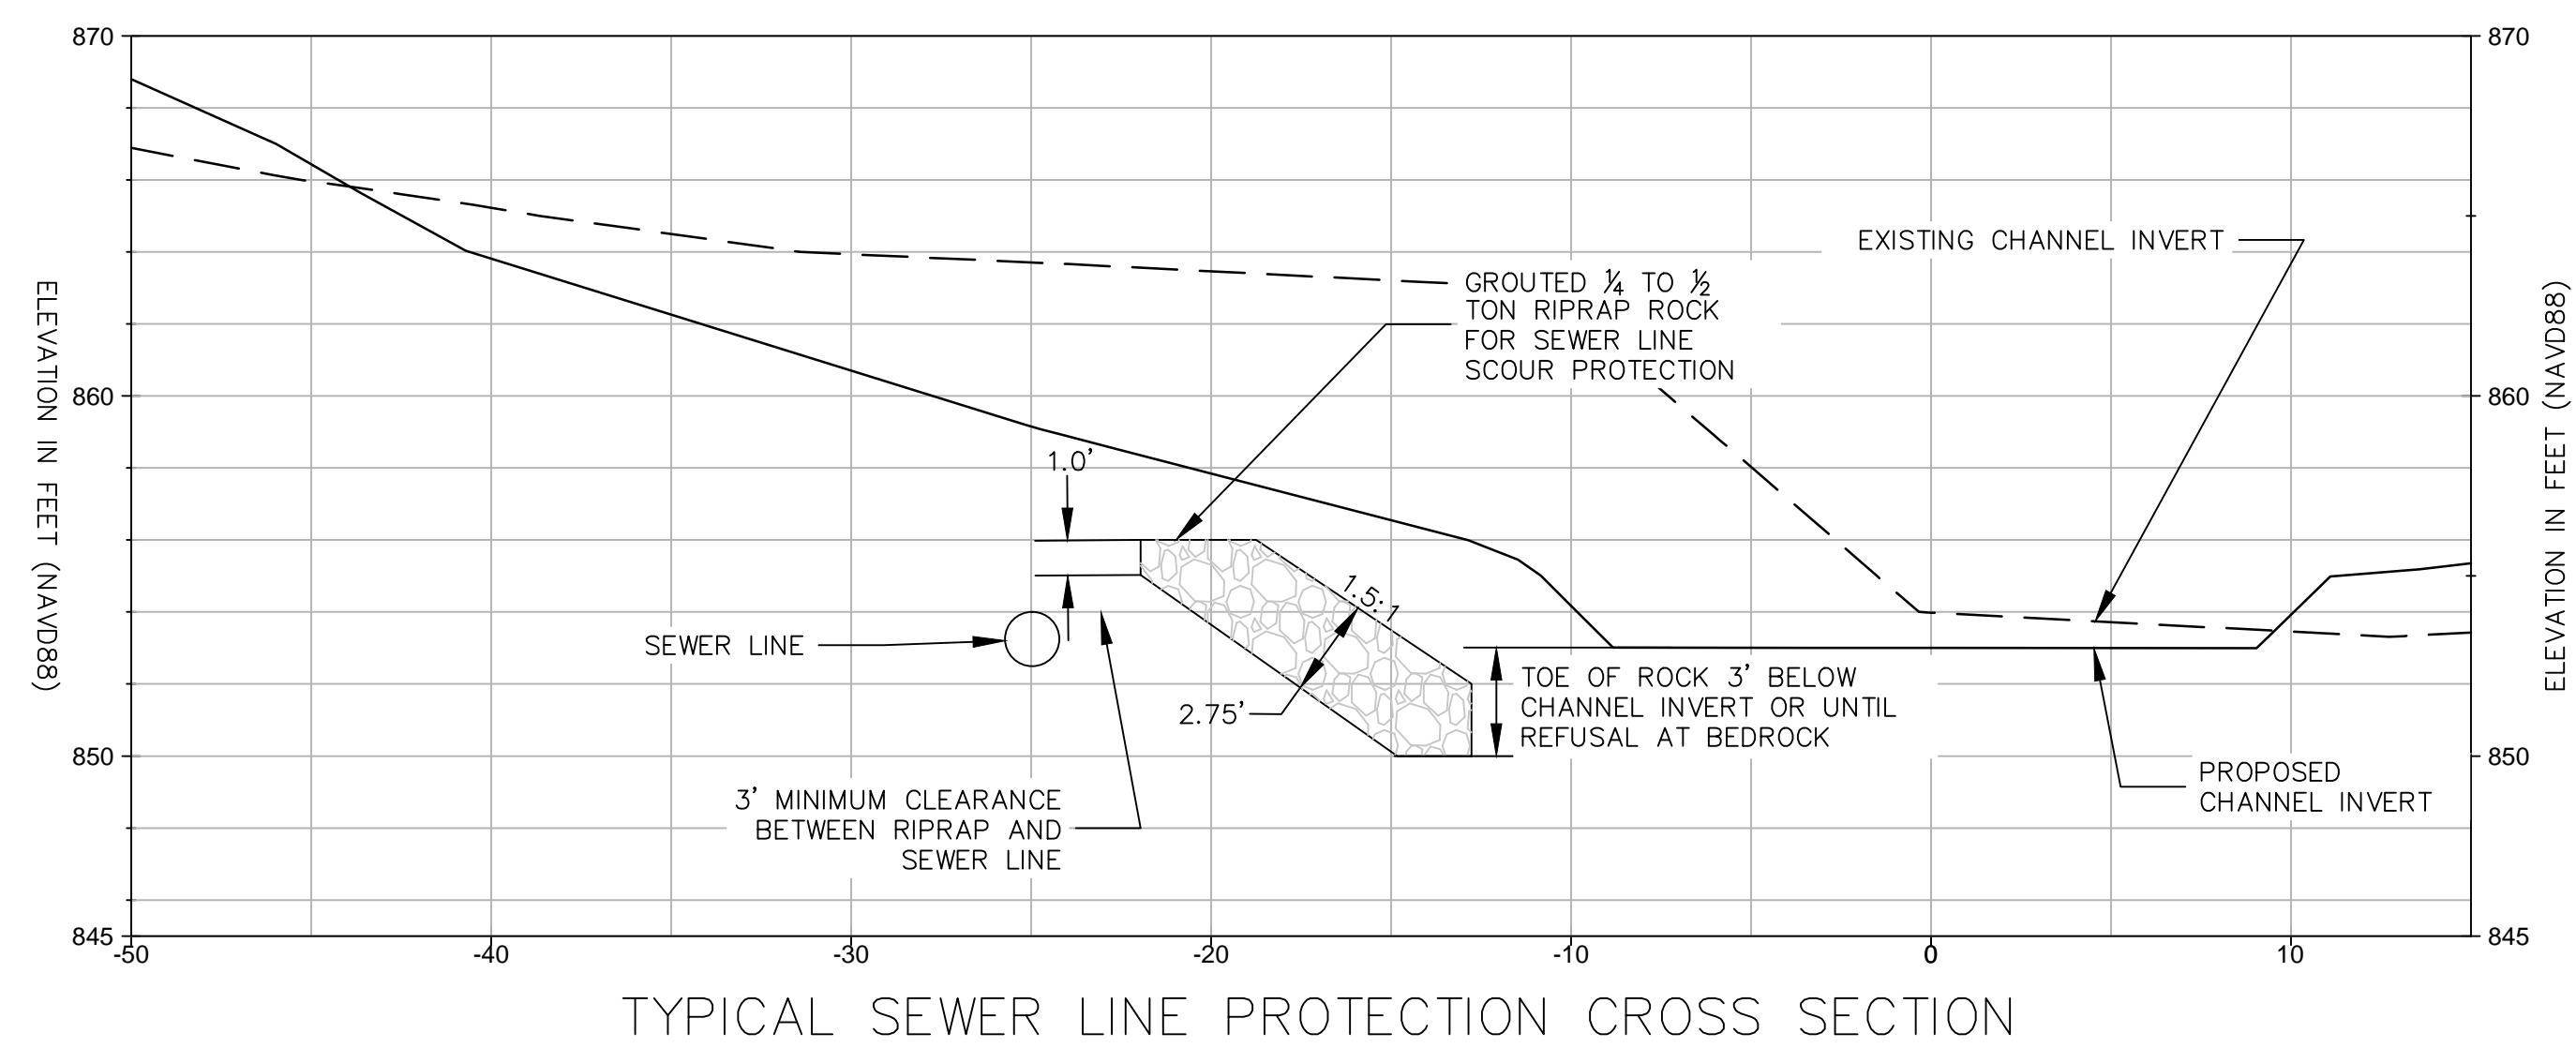 870
870
EXISTING CHANNEL INVERT
GROUTED ¼ TO ½
TON RIPRAP ROCK
FOR SEWER LINE
SCOUR PROTECTION
ELEVATION IN FEET (NAVD88)
ELEVATION IN FEET (NAVD88)
860
860
1.0'
1.5:1
SEWER LINE
2.75'
TOE OF ROCK 3' BELOW
CHANNEL INVERT OR UNTIL
REFUSAL AT BEDROCK
850
850
3' MINIMUM CLEARANCE
BETWEEN RIPRAP AND
SEWER LINE
PROPOSED
CHANNEL INVERT
845
845
-50 -40 -30 -20 -10 0 10
TYPICAL SEWER LINE PROTECTION CROSS SECTION